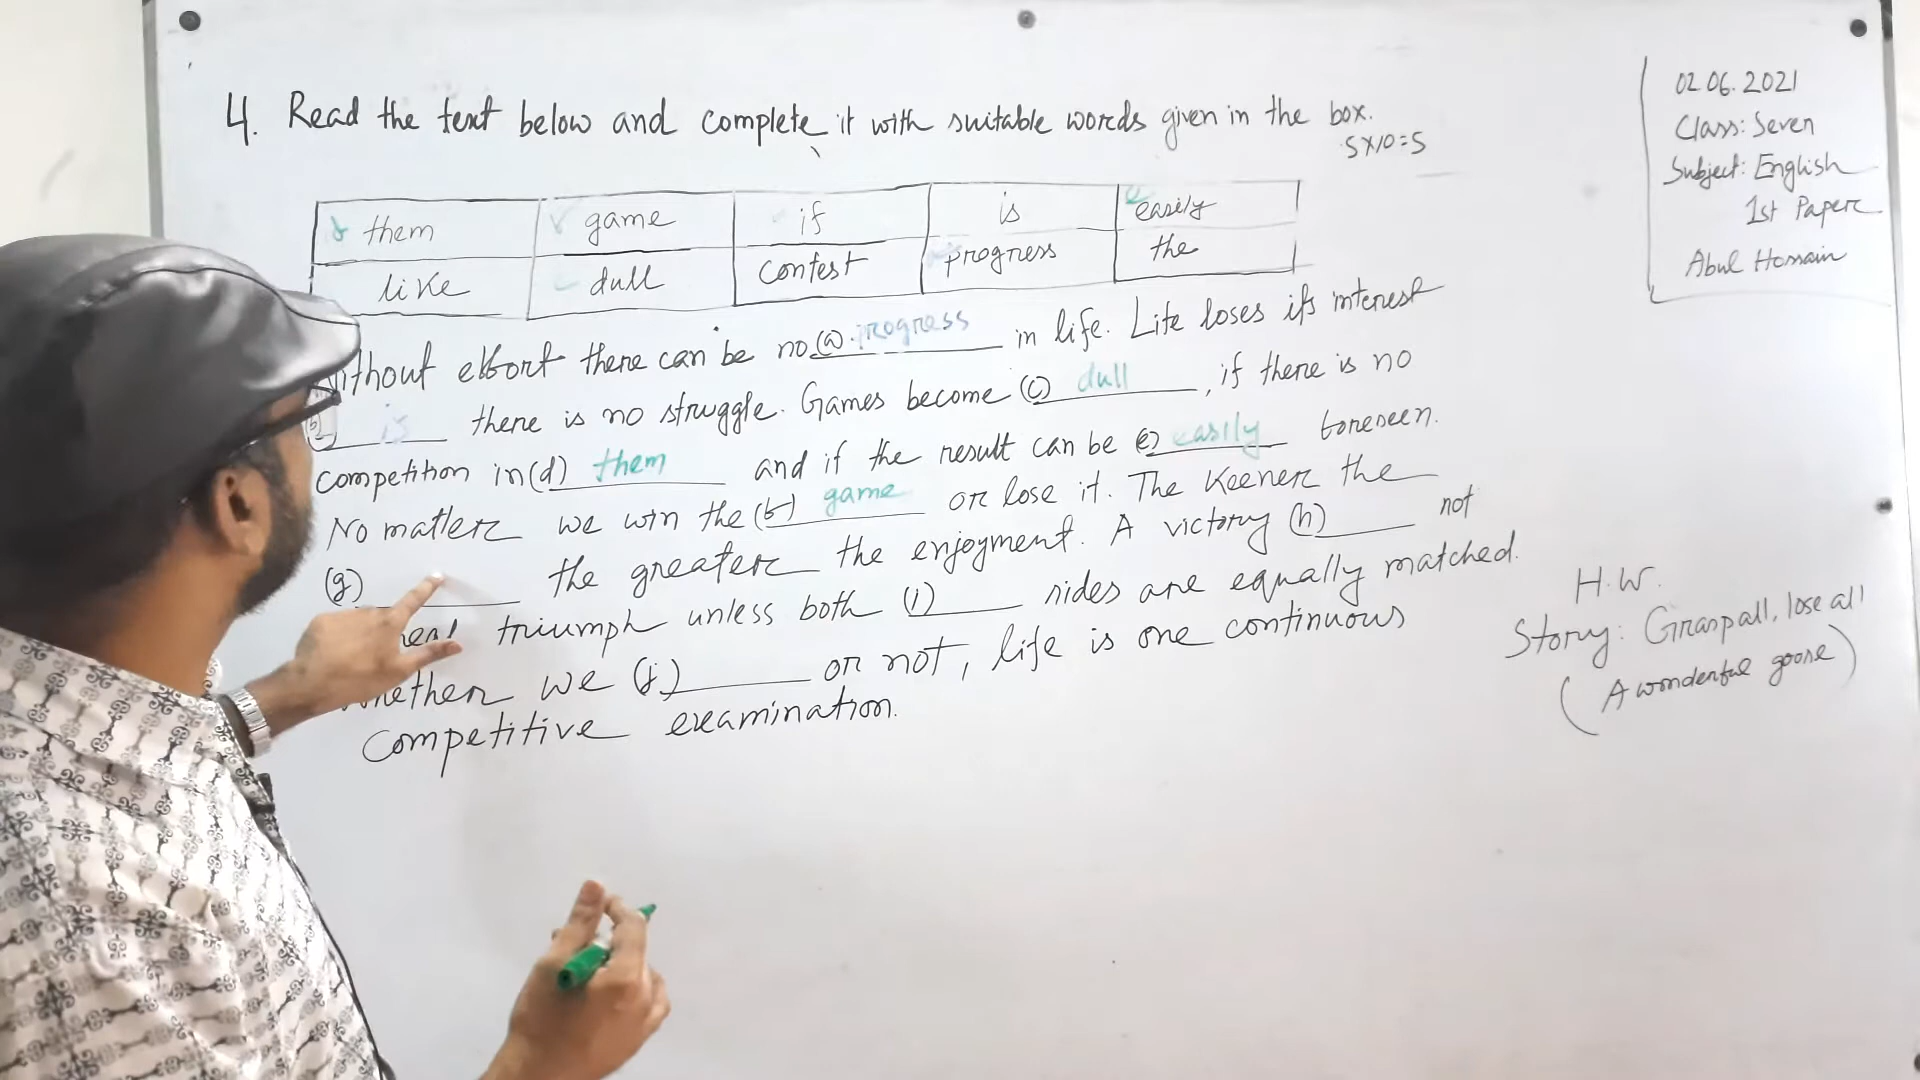 4. Read the text below and complete it with suitable words given in the box.
5x10=5
them game if is easily
like dull contest progress the
ithout effort there can be no (a) progress in life. Life loses its interest
(b) is there is no struggle. Games become (c) dull, if there is no
competition in (d) them and if the result can be (e) easily foreseen.
No matter we win the (f) game or lose it. The Keener the
(g) the greater the enjoyment. A victory (h) not
triumph unless both (i) sides are equally matched.
we (j) or not, life is one continuous
competitive examination.
02.06.2021
Class: Seven
Subject: English
1st Paper
Abul Hossain
H.W.
Story: Grasp all, lose all
(A wonderful goose)